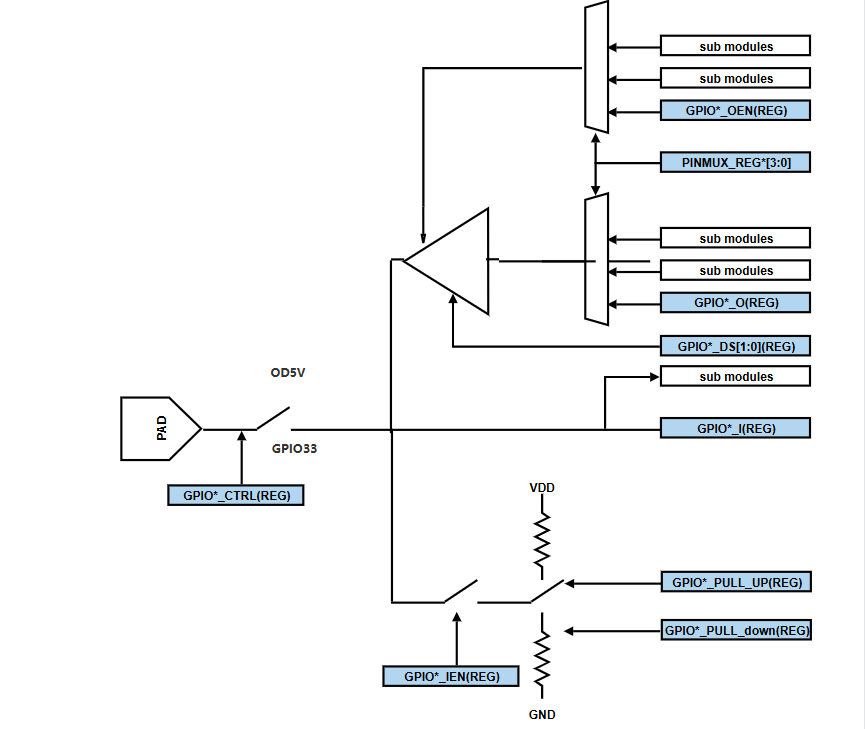 sub modules
sub modules
GPIO*_OEN(REG)
PINMUX_REG*[3:0]
sub modules
sub modules
GPIO*_O(REG)
GPIO*_DS[1:0](REG)
OD5V
sub modules
PAD
GPIO*_I(REG)
GPIO33
GPIO*_CTRL(REG)
VDD
GPIO*_PULL_UP(REG)
GPIO*_PULL_down(REG)
GPIO*_IEN(REG)
GND